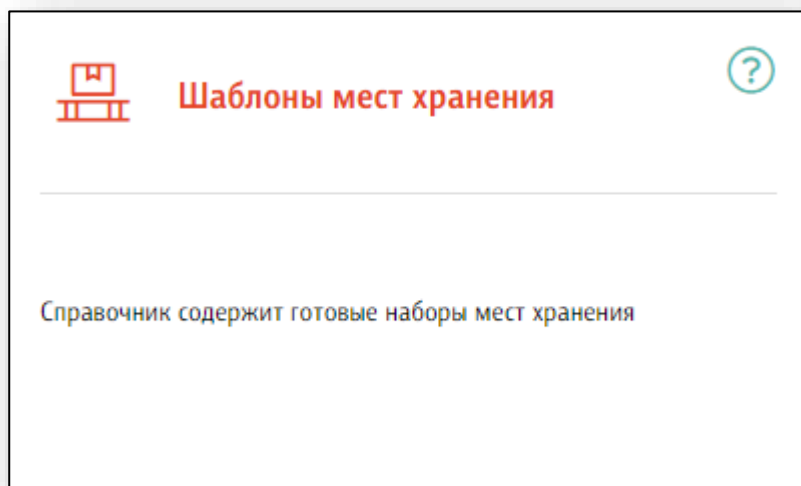 Шаблоны мест хранения
?
Справочник содержит готовые наборы мест хранения